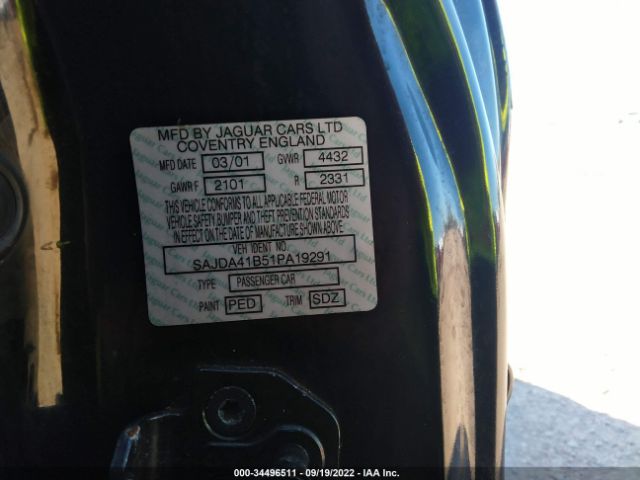 MFD BY JAGUAR CARS LTD
COVENTRY ENGLAND
MFD DATE 03/01 GVWR 4432
GAWR F 2101 R 2331
THIS VEHICLE CONFORMS TO ALL APPLICABLE FEDERAL MOTOR
VEHICLE SAFETY, BUMPER AND THEFT PREVENTION STANDARDS
IN EFFECT ON THE DATE OF MANUFACTURE SHOWN ABOVE.
VEH IDENT NO.
SAJDA41B51PA19291
TYPE PASSENGER CAR
PAINT PED TRIM SDZ
000-34496511 - 09/19/2022 - IAA Inc.